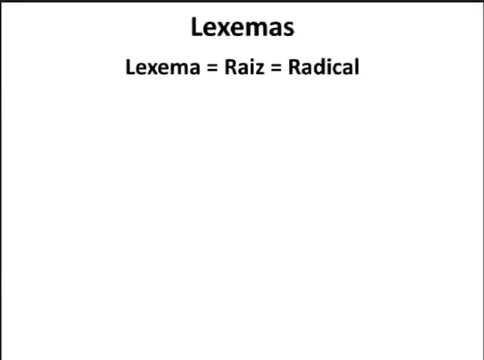 Lexemas
Lexema = Raiz = Radical